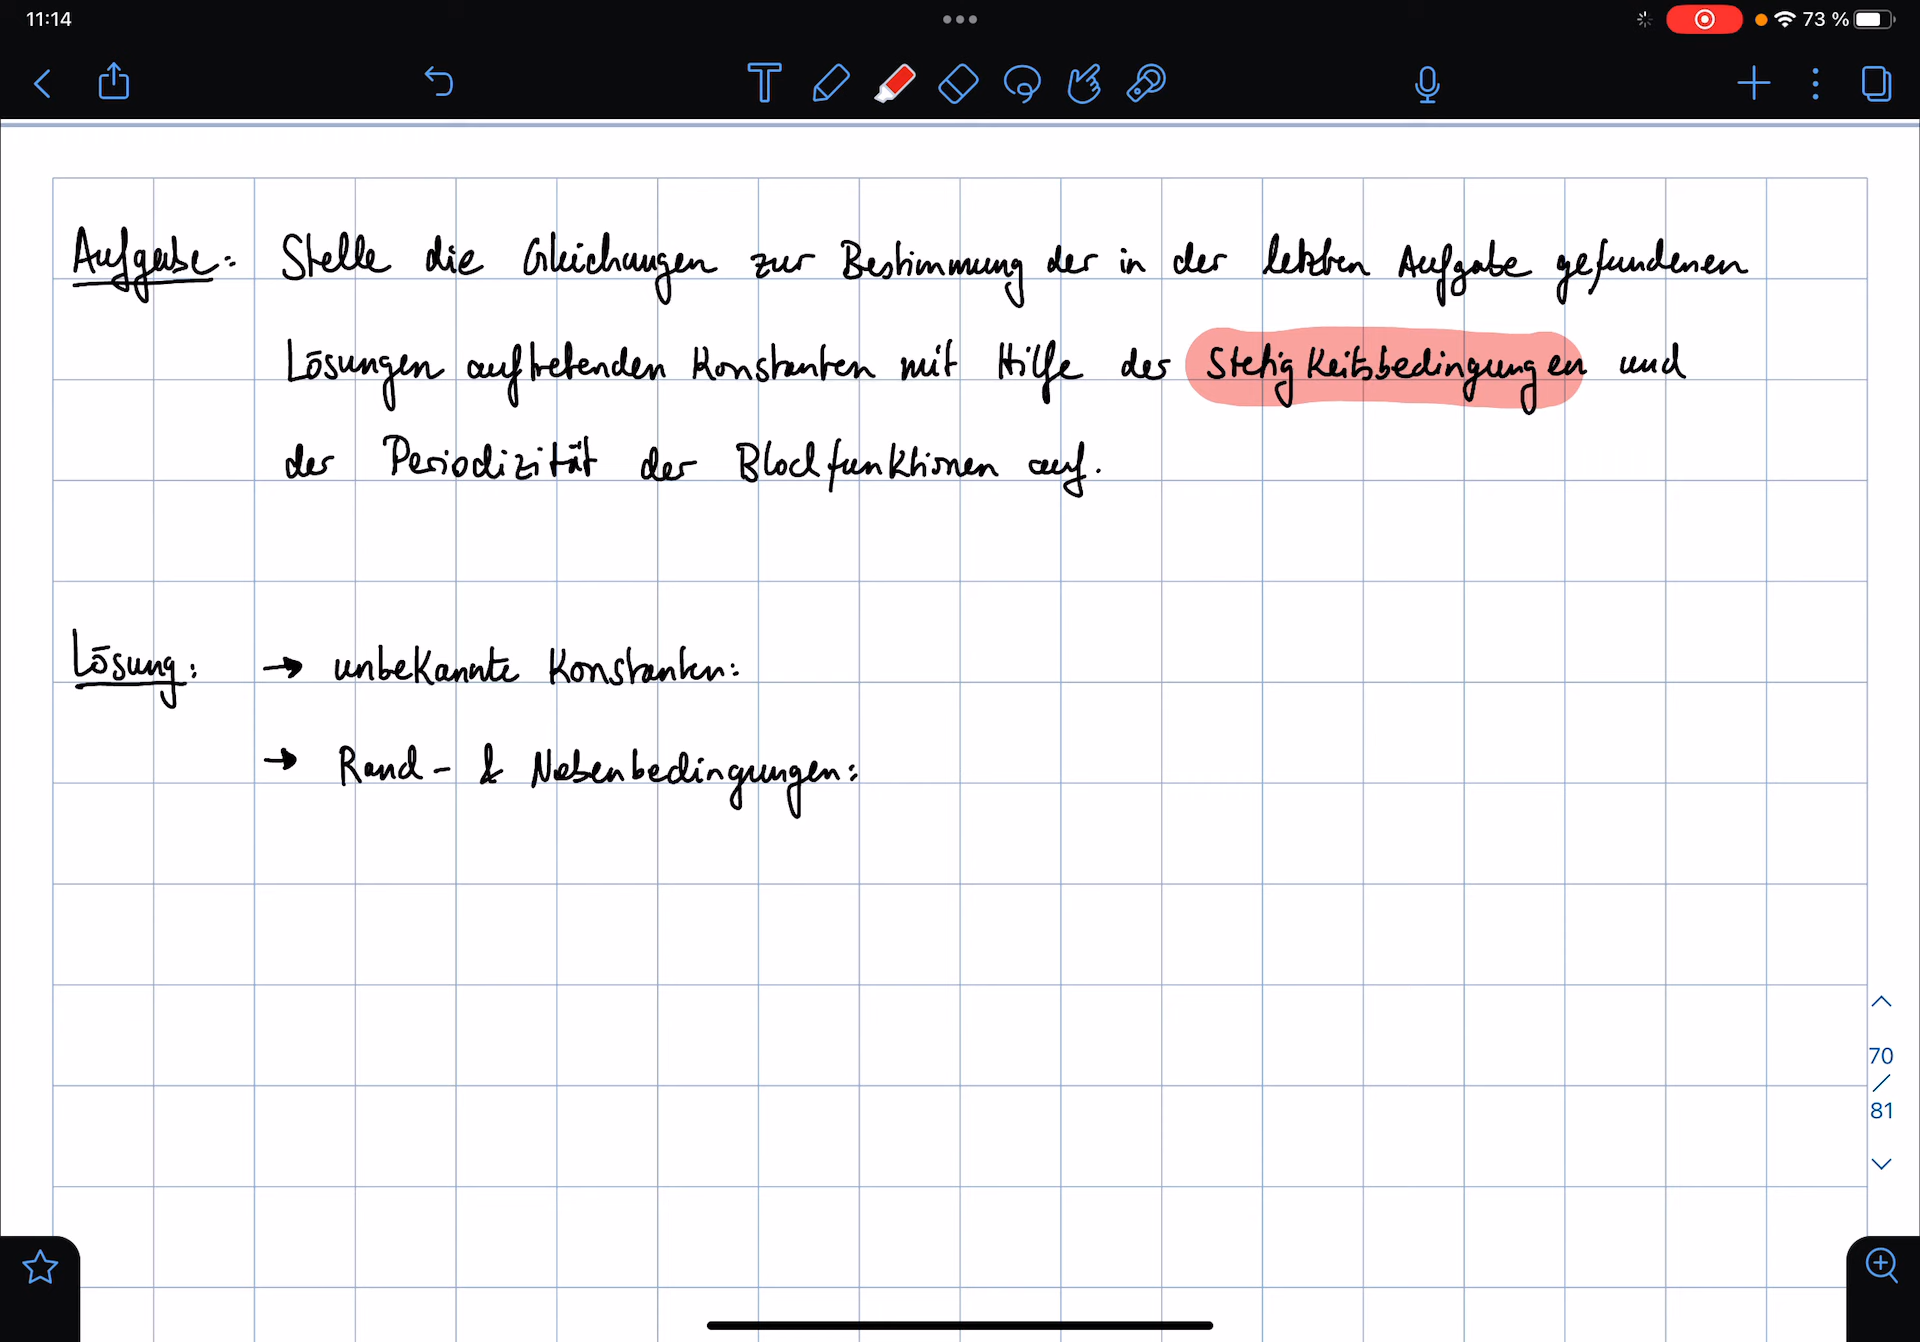 11:14
73 %
Aufgabe: Stelle die Gleichungen zur Bestimmung der in der letzten Aufgabe gefundenen
Lösungen auftretenden Konstanten mit Hilfe der Stetigkeitsbedingungen und
der Periodizität der Blochfunktionen auf.
Lösung: → unbekannte Konstanten:
→ Rand- & Nebenbedingungen:
70
/
81